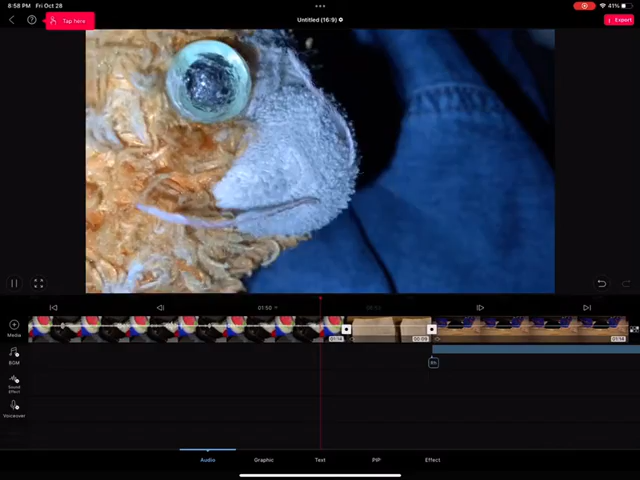 8:58 PM Fri Oct 28
41%
Tap here
Untitled (16:9)
Export
01:50
Media
BGM
Sound
Effect
Voiceover
Audio
Graphic
Text
PIP
Effect